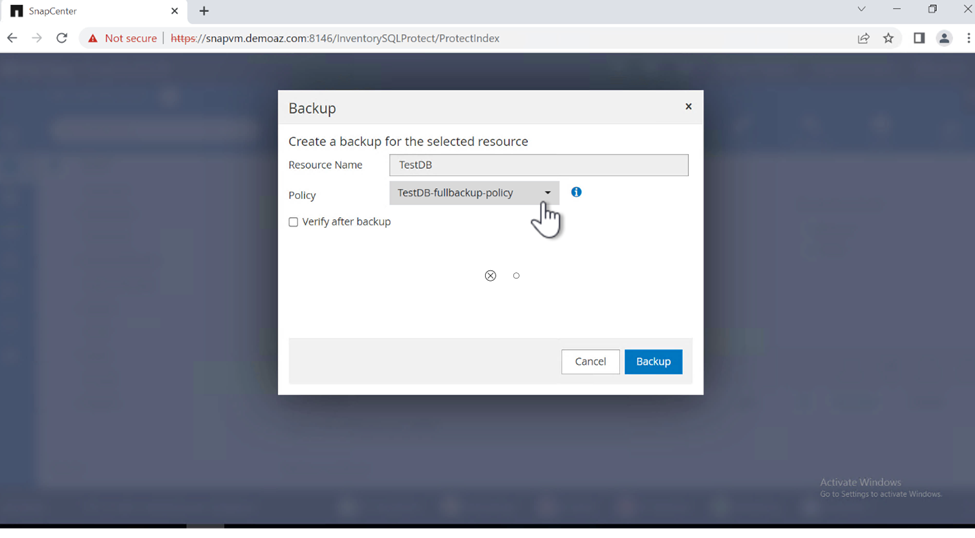 SnapCenter
Not secure | https://snapvm.demoaz.com:8146/InventorySQLProtect/ProtectIndex
Backup
Create a backup for the selected resource
Resource Name TestDB
Policy TestDB-fullbackup-policy
Verify after backup
Cancel Backup
Activate Windows
Go to Settings to activate Windows.